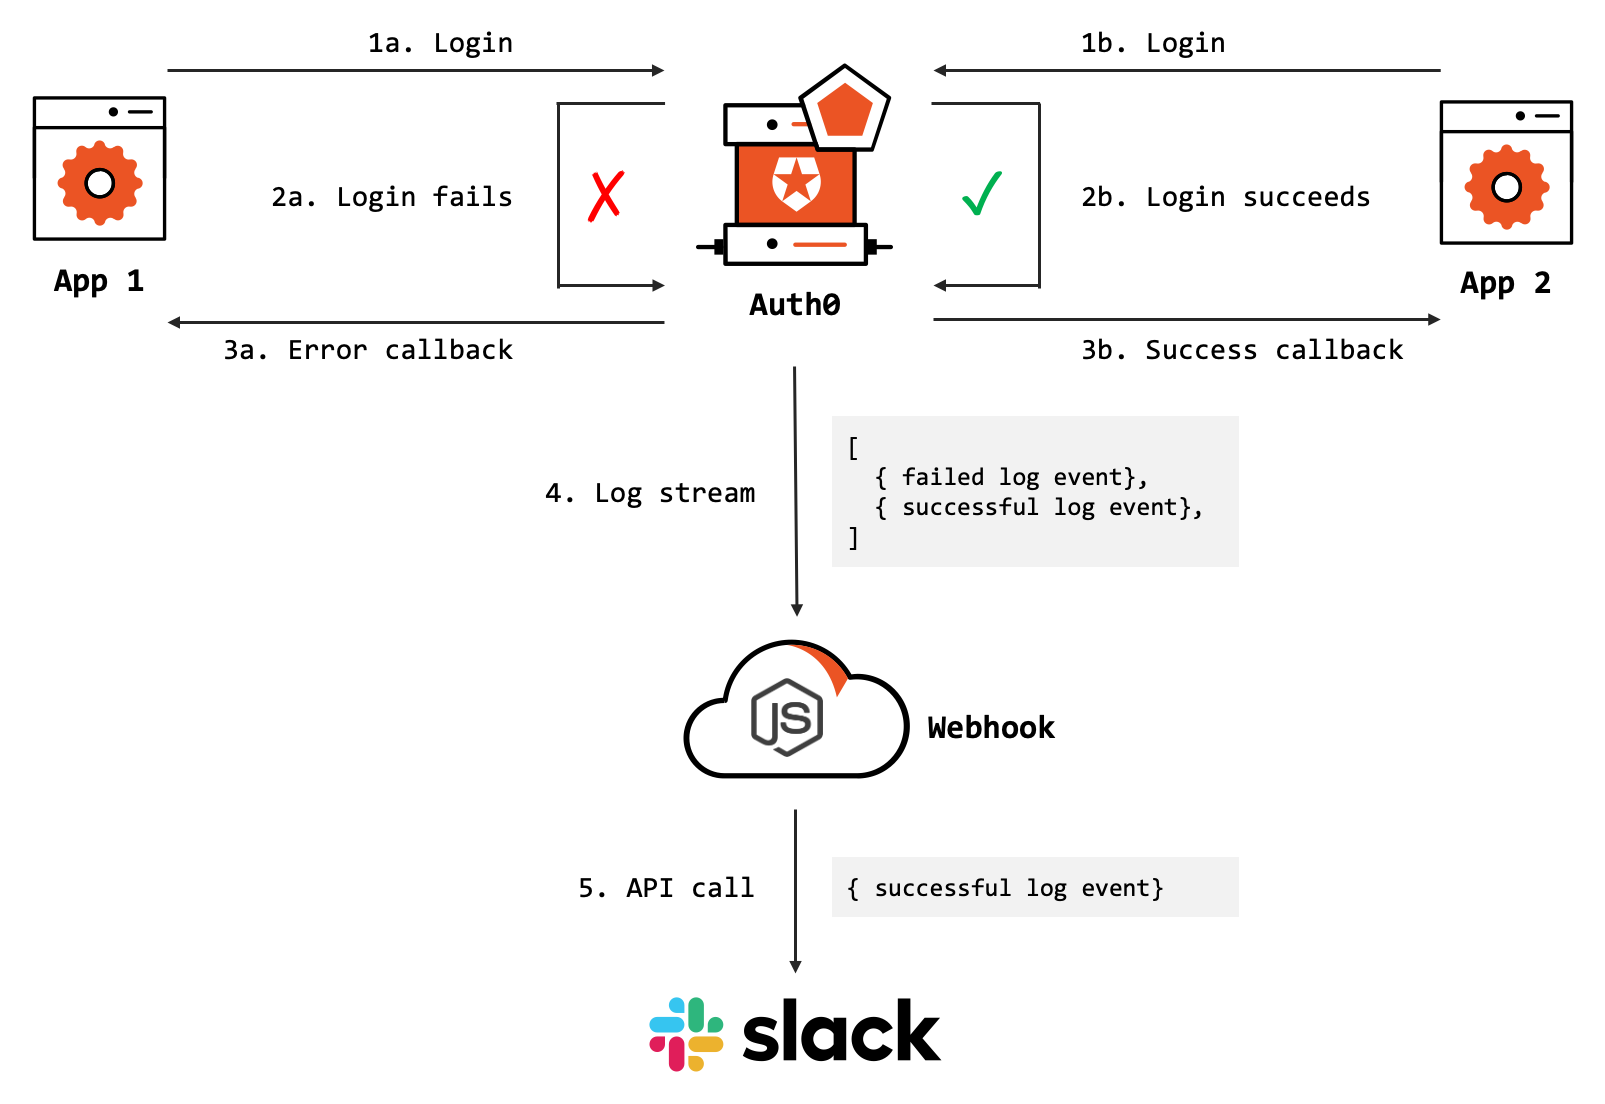 1a. Login
1b. Login
2a. Login fails
2b. Login succeeds
App 1
Auth0
App 2
3a. Error callback
3b. Success callback
4. Log stream
[
{ failed log event},
{ successful log event},
]
JS
Webhook
5. API call
{ successful log event}
slack